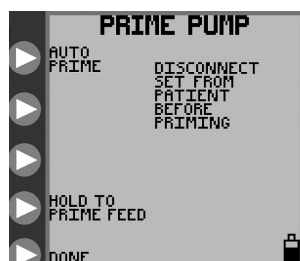 PRIME PUMP
AUTO
PRIME
DISCONNECT
SET FROM
PATIENT
BEFORE
PRIMING
HOLD TO
PRIME FEED
DONE